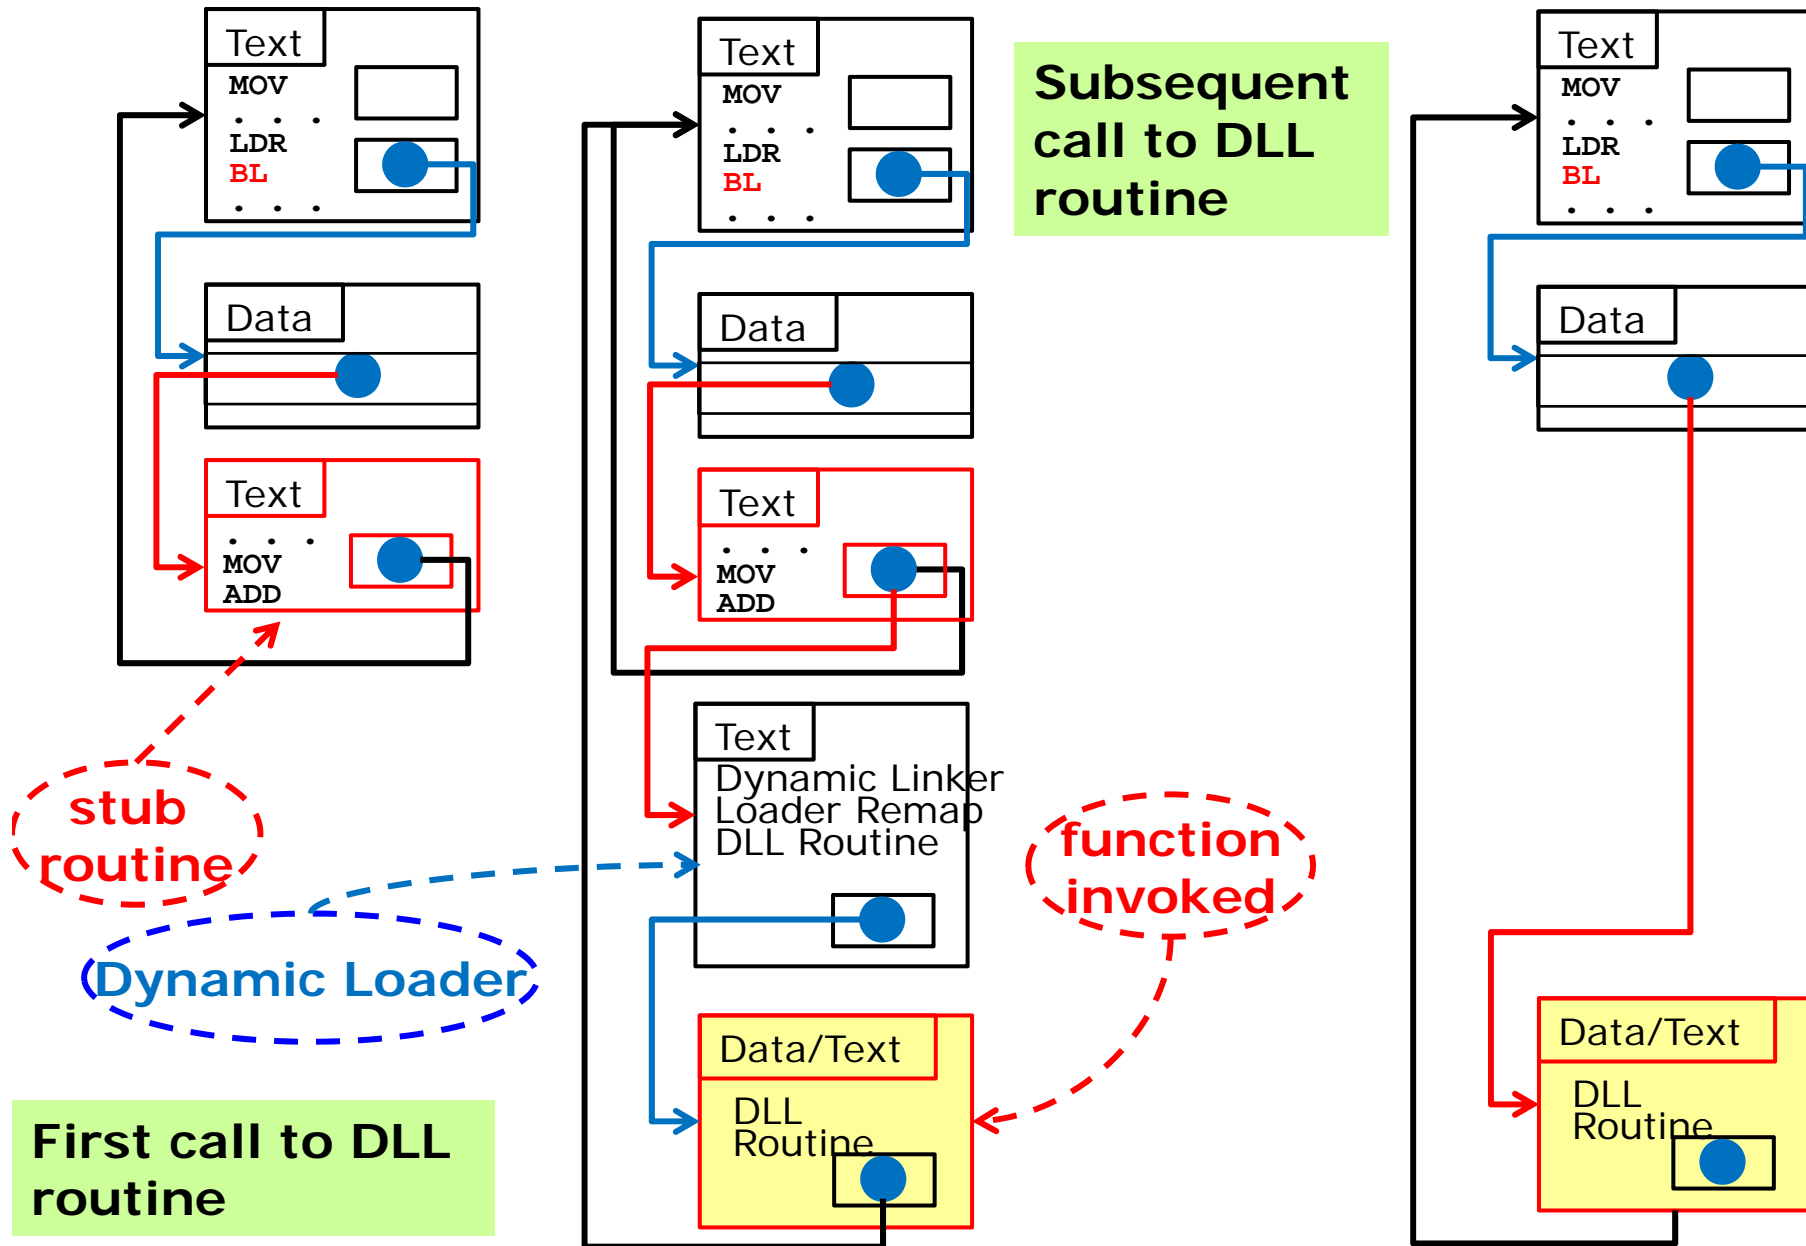 Text
MOV
. . .
LDR
BL
. . .
Data
Text
. . .
MOV
ADD
stub
routine
Dynamic Loader
First call to DLL
routine
Text
MOV
. . .
LDR
BL
. . .
Data
Text
. . .
MOV
ADD
Text
Dynamic Linker
Loader Remap
DLL Routine
Data/Text
DLL
Routine
function
invoked
Subsequent
call to DLL
routine
Text
MOV
. . .
LDR
BL
. . .
Data
Data/Text
DLL
Routine